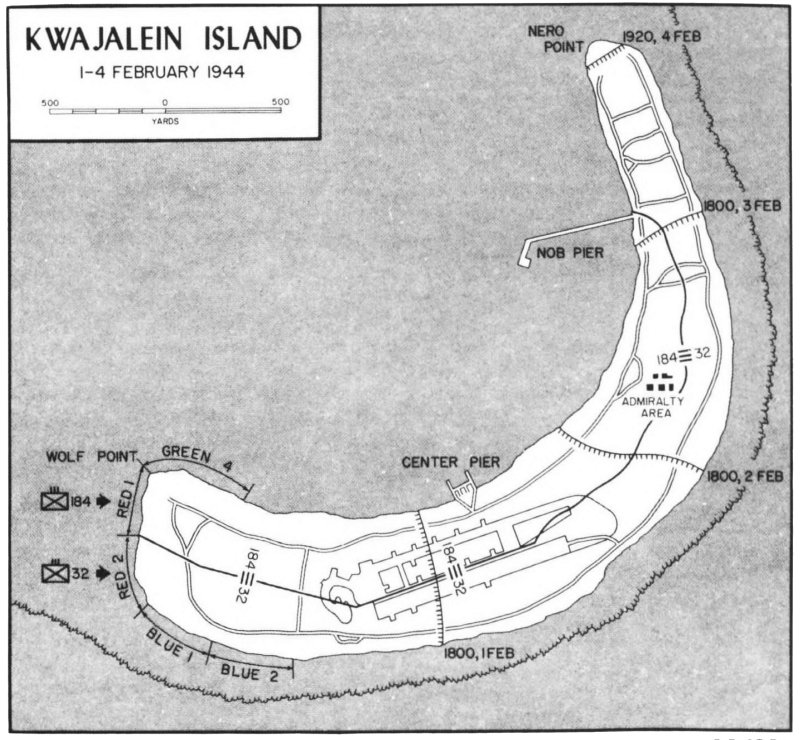 KWAJALEIN ISLAND
1-4 FEBRUARY 1944
500 0 500
YARDS
NERO
POINT
1920, 4 FEB
1800, 3 FEB
NOB PIER
184 32
ADMIRALTY
AREA
WOLF POINT
GREEN 4
CENTER PIER
1800, 2 FEB
RED 1
184
RED 2
32
184 32
184 32
BLUE 1
BLUE 2
1800, 1 FEB